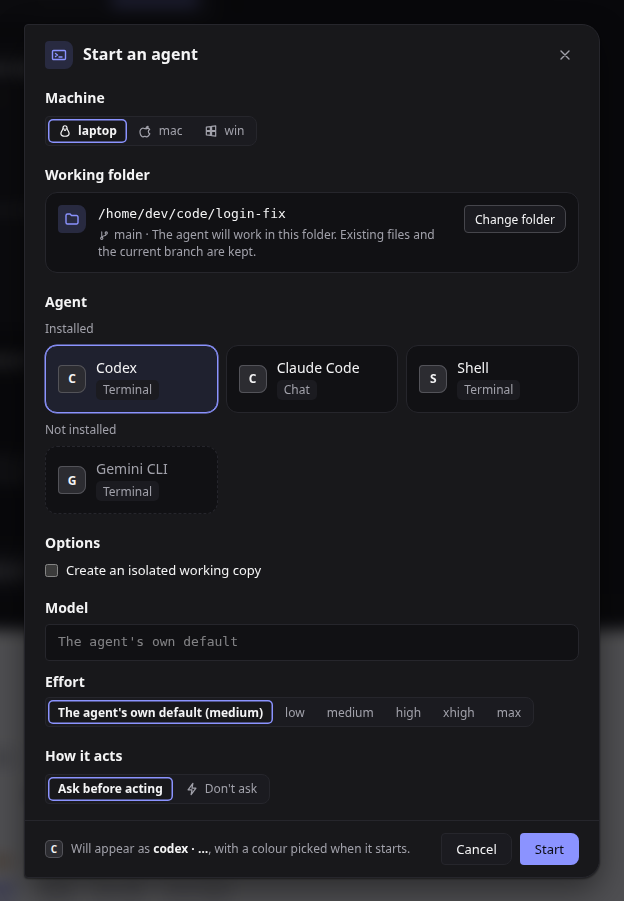 Start an agent
Machine
laptop mac win
Working folder
/home/dev/code/login-fix
Change folder
main · The agent will work in this folder. Existing files and
the current branch are kept.
Agent
Installed
C Codex
Terminal
C Claude Code
Chat
S Shell
Terminal
Not installed
G Gemini CLI
Terminal
Options
Create an isolated working copy
Model
The agent's own default
Effort
The agent's own default (medium) low medium high xhigh max
How it acts
Ask before acting Don't ask
C Will appear as codex · ..., with a colour picked when it starts.
Cancel Start